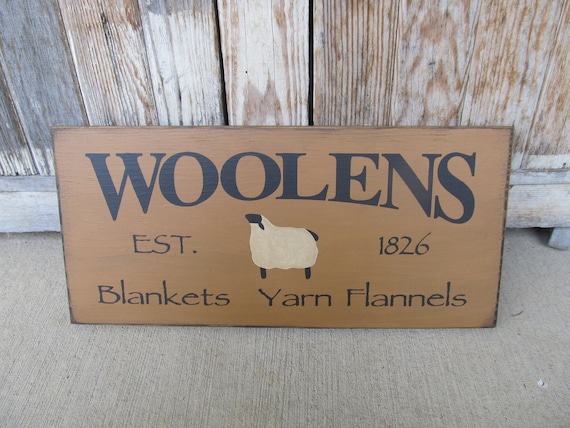 WOOLENS
EST. 1826
Blankets Yarn Flannels